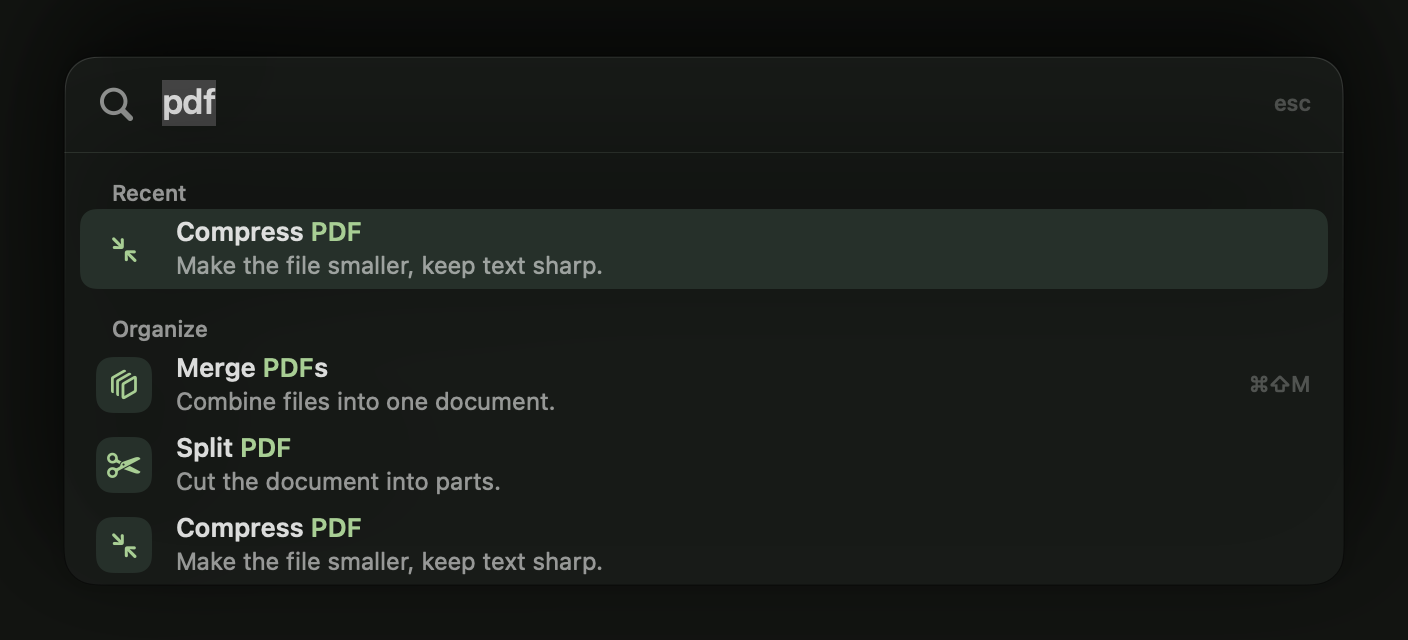 pdf
esc
Recent
Compress PDF
Make the file smaller, keep text sharp.
Organize
Merge PDFs
Combine files into one document.
⌘⇧M
Split PDF
Cut the document into parts.
Compress PDF
Make the file smaller, keep text sharp.